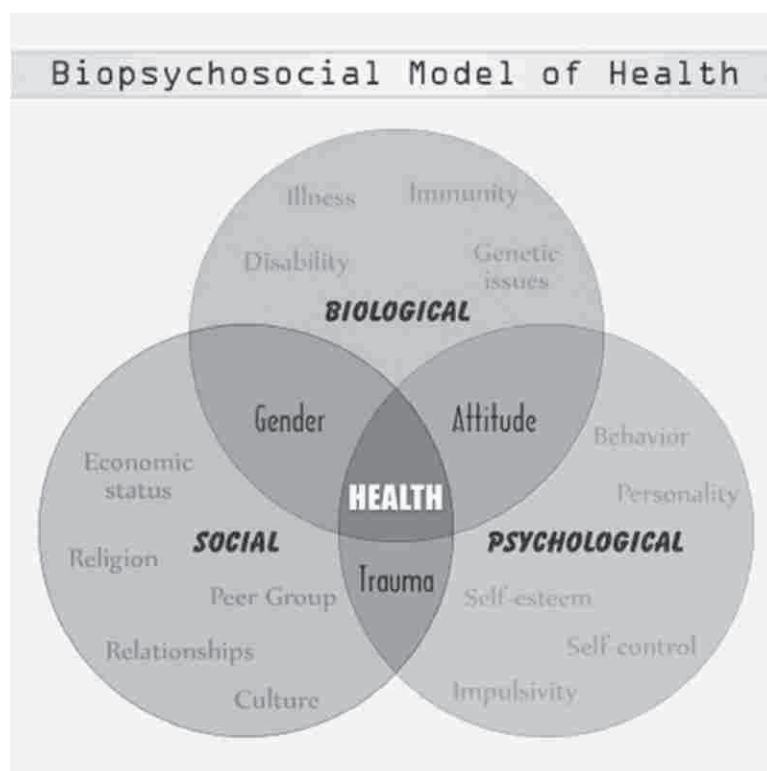 Biopsychosocial Model of Health
Illness
Immunity
Disability
Genetic
issues
BIOLOGICAL
Gender
Attitude
Behavior
Economic
status
Personality
HEALTH
SOCIAL
PSYCHOLOGICAL
Religion
Trauma
Peer Group
Self-esteem
Relationships
Self-control
Culture
Impulsivity